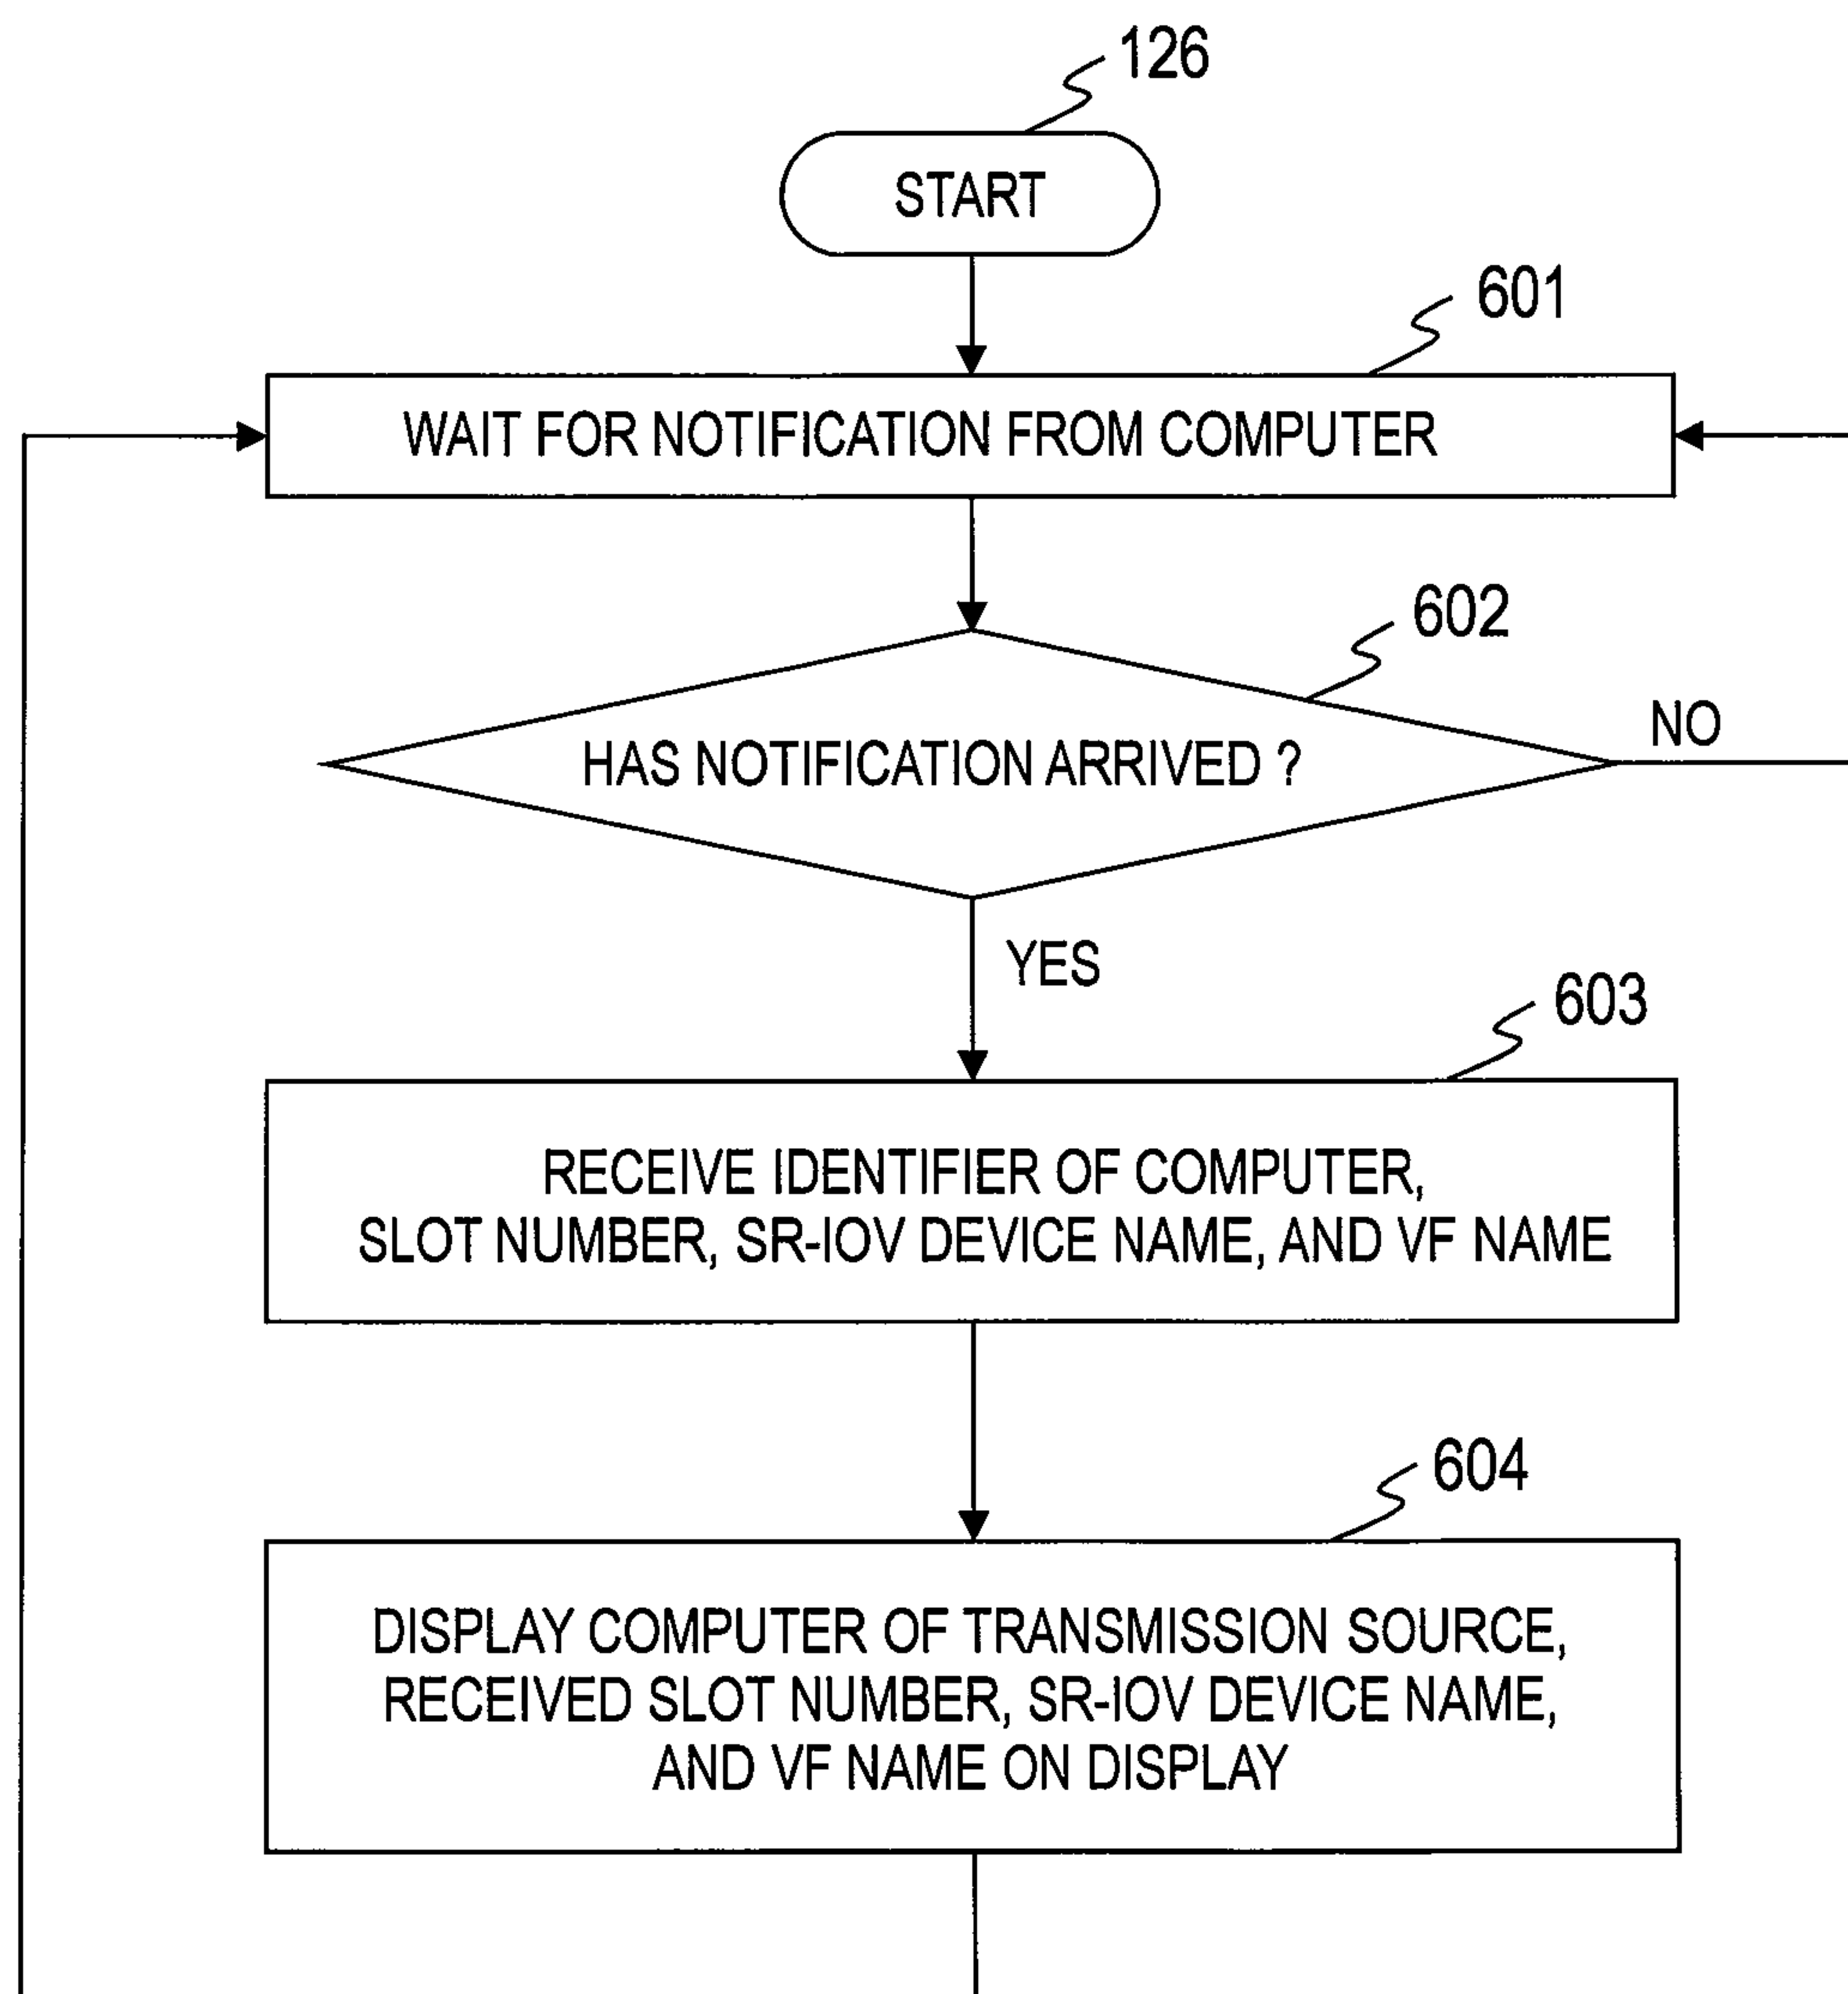 126
START
601
WAIT FOR NOTIFICATION FROM COMPUTER
602
HAS NOTIFICATION ARRIVED ?
NO
YES
603
RECEIVE IDENTIFIER OF COMPUTER,
SLOT NUMBER, SR-IOV DEVICE NAME, AND VF NAME
604
DISPLAY COMPUTER OF TRANSMISSION SOURCE,
RECEIVED SLOT NUMBER, SR-IOV DEVICE NAME,
AND VF NAME ON DISPLAY